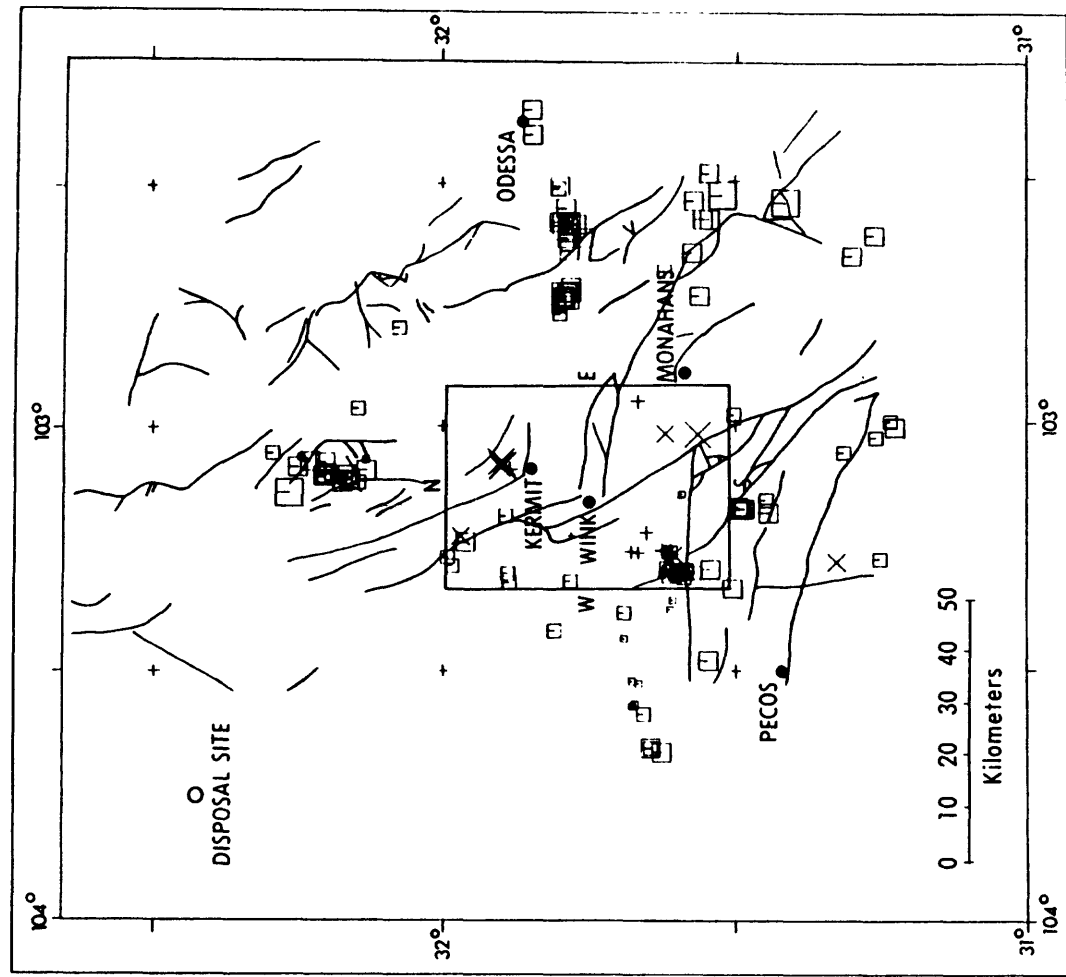 104°
103°
32°
32°
31°
31°
104°
103°
DISPOSAL SITE
ODESSA
N
E
W
KERMIT
WINK
MONAHANS
PECOS
0 10 20 30 40 50
Kilometers